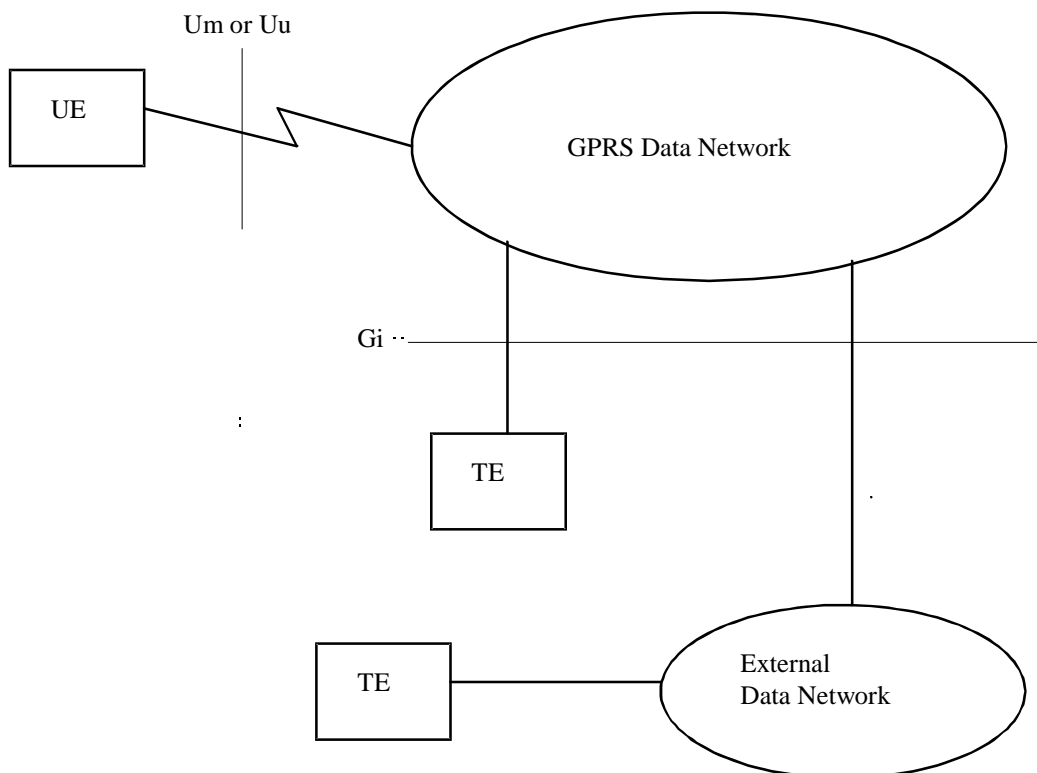 Um or Uu
UE
GPRS Data Network
Gi
TE
TE
External
Data Network